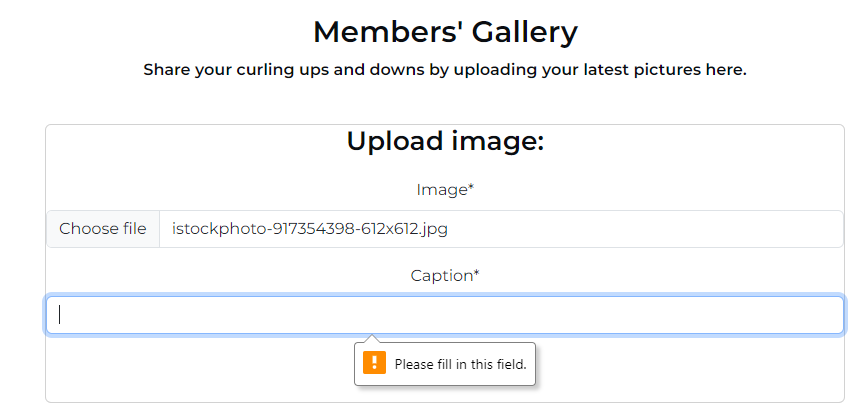 Members' Gallery
Share your curling ups and downs by uploading your latest pictures here.
Upload image:
Image*
Choose file istockphoto-917354398-612x612.jpg
Caption*
! Please fill in this field.